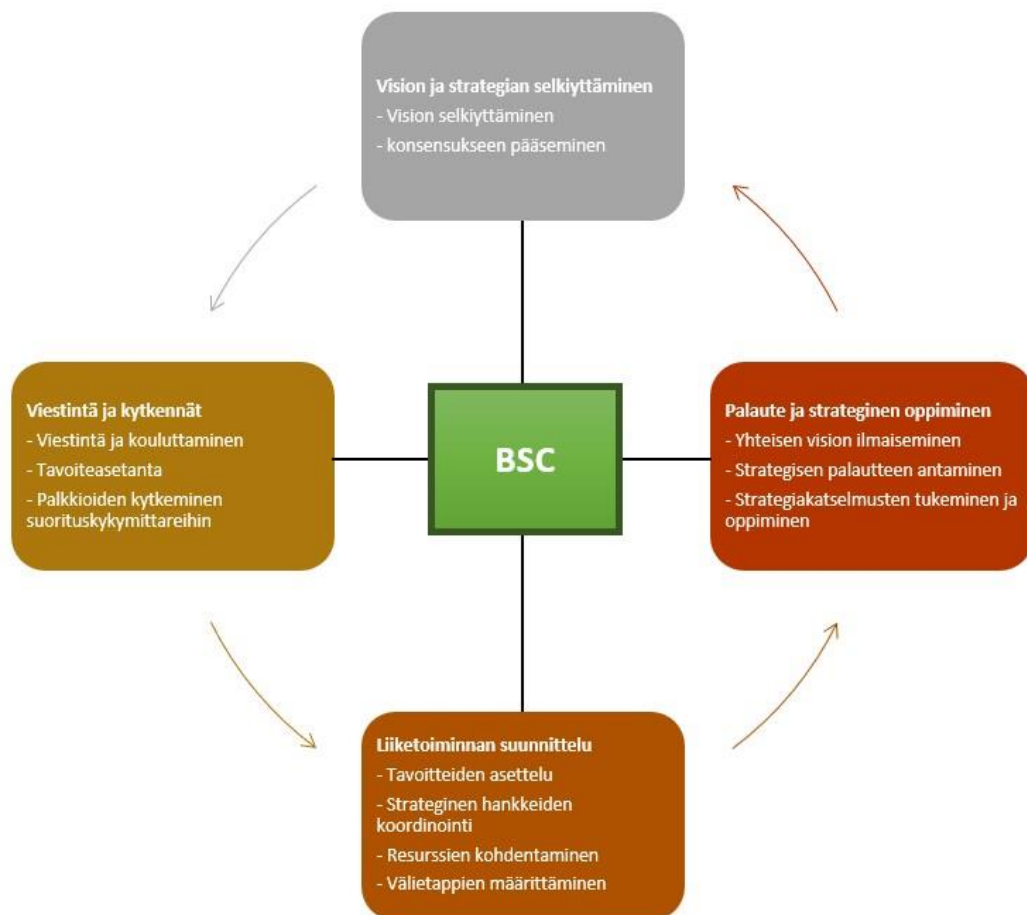 Vision ja strategian selkiyttäminen
- Vision selkiyttäminen
- konsensukseen pääseminen
Viestintä ja kytkennät
- Viestintä ja kouluttaminen
- Tavoiteasetanta
- Palkkioiden kytkeminen
suorituskykymittareihin
BSC
Palaute ja strateginen oppiminen
- Yhteisen vision ilmaiseminen
- Strategisen palautteen antaminen
- Strategiakatselmusten tukeminen ja
oppiminen
Liiketoiminnan suunnittelu
- Tavoitteiden asettelu
- Strateginen hankkeiden
koordinointi
- Resurssien kohdentaminen
- Välietappien määrittäminen